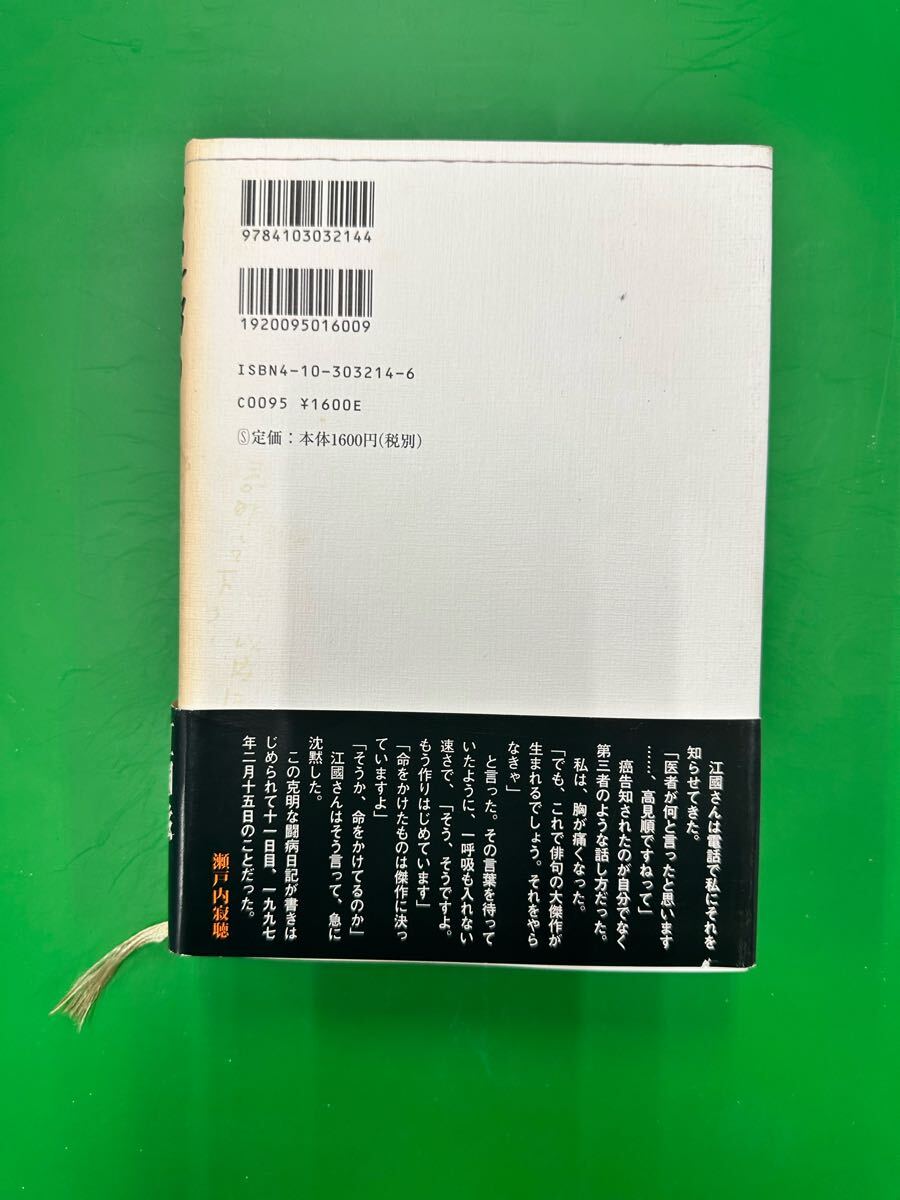 9784103032144
1920095016009
ISBN4-10-303214-6
C0095 ¥1600E
Ⓢ定価：本体1600円(税別)
江國さんは電話で私にそれを
知らせてきた。
「医者が何と言ったと思います
……、高見順ですねって」
癌告知されたのが自分でなく
第三者のような話し方だった。
私は、胸が痛くなった。
「でも、これで俳句の大傑作が
生まれるでしょう。それをやら
なきゃ」
と言った。その言葉を待って
いたように、一呼吸も入れない
速さで、「そう、そうですよ。
もう作りはじめています」
「命をかけたものは傑作に決っ
ていますよ」
「そうか、命をかけてるのか」
江國さんはそう言って、急に
沈黙した。
この克明な闘病日記が書きは
じめられて十一日目、一九九七
年二月十五日のことだった。
瀬戸内寂聴